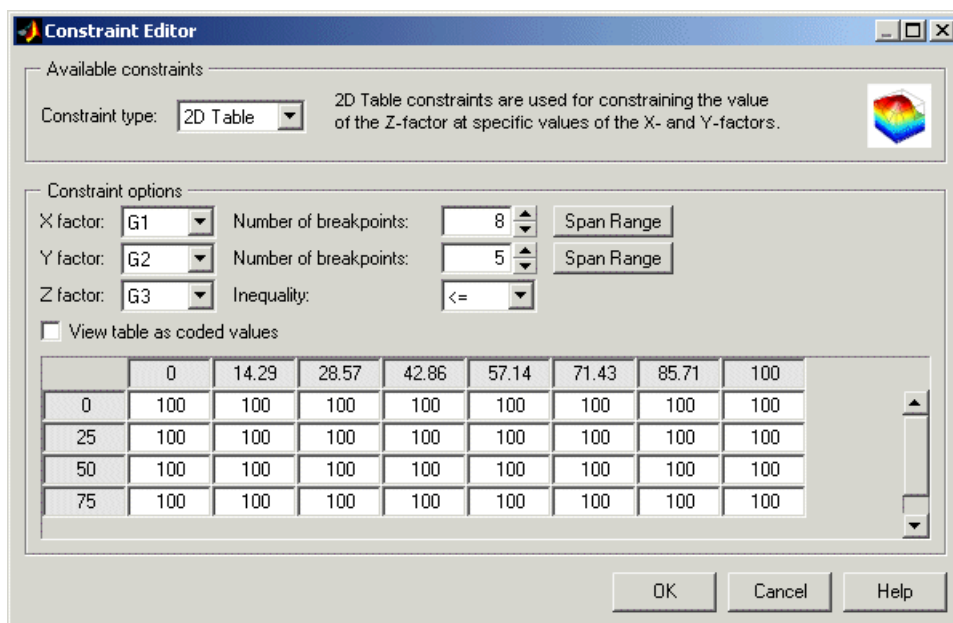 Constraint Editor
Available constraints
Constraint type: 2D Table
2D Table constraints are used for constraining the value
of the Z-factor at specific values of the X- and Y-factors.
Constraint options
X factor: G1 Number of breakpoints: 8 Span Range
Y factor: G2 Number of breakpoints: 5 Span Range
Z factor: G3 Inequality: <=
View table as coded values
0 14.29 28.57 42.86 57.14 71.43 85.71 100
0 100 100 100 100 100 100 100 100
25 100 100 100 100 100 100 100 100
50 100 100 100 100 100 100 100 100
75 100 100 100 100 100 100 100 100
OK Cancel Help